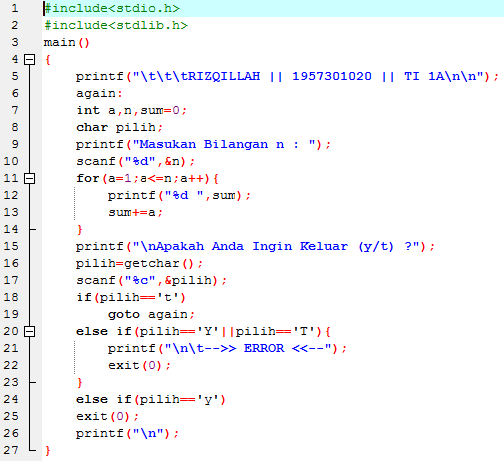 1 #include<stdio.h>
2 #include<stdlib.h>
3 main()
4 {
5 printf("\t\t\tRIZQILLAH || 1957301020 || TI 1A\n\n");
6 again:
7 int a,n,sum=0;
8 char pilih;
9 printf("Masukan Bilangan n : ");
10 scanf("%d",&n);
11 for(a=1;a<=n;a++){
12 printf("%d ",sum);
13 sum+=a;
14 }
15 printf("\nApakah Anda Ingin Keluar (y/t) ?");
16 pilih=getchar();
17 scanf("%c",&pilih);
18 if(pilih=='t')
19 goto again;
20 else if(pilih=='Y'||pilih=='T'){
21 printf("\n\t-->> ERROR <<--");
22 exit(0);
23 }
24 else if(pilih=='y')
25 exit(0);
26 printf("\n");
27 }